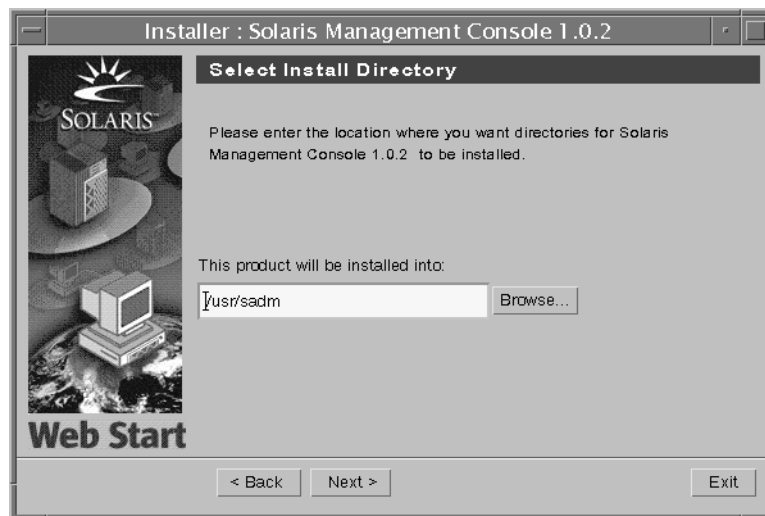 Installer : Solaris Management Console 1.0.2
Select Install Directory
SOLARIS™
Please enter the location where you want directories for Solaris
Management Console 1.0.2 to be installed.
This product will be installed into:
/usr/sadm
Browse...
Web Start
< Back
Next >
Exit